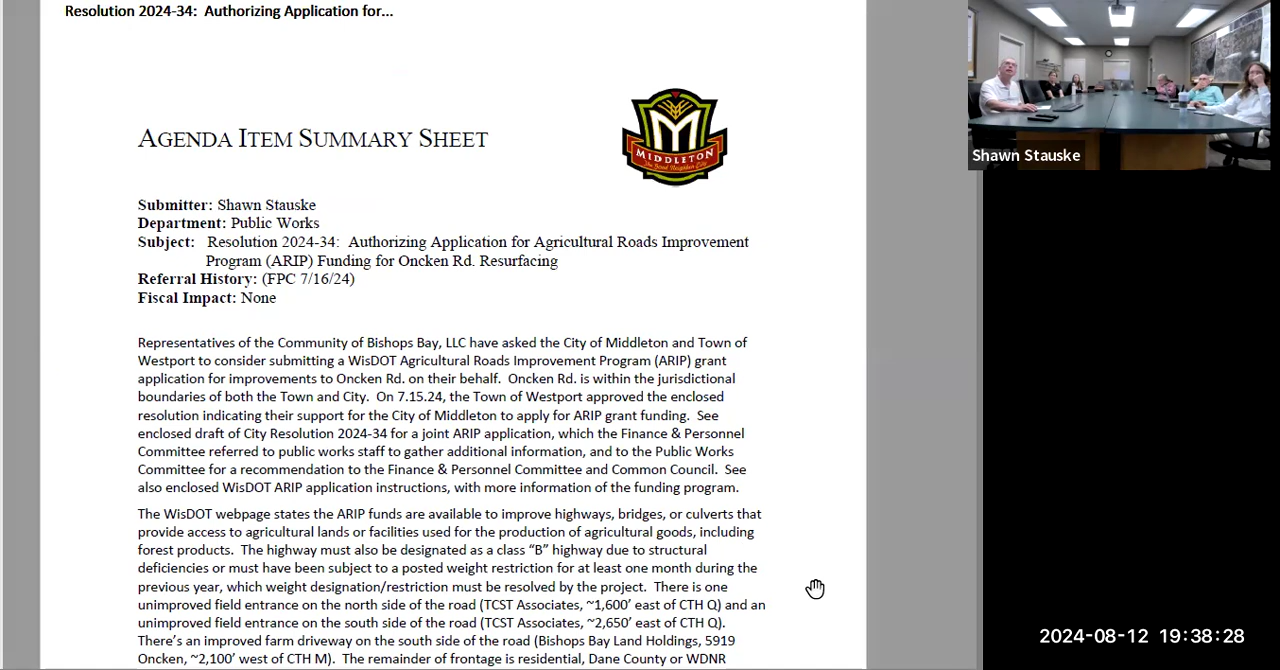 Resolution 2024-34:  Authorizing Application for...
AGENDA ITEM SUMMARY SHEET
MIDDLETON
The Good Neighbor City
Submitter: Shawn Stauske
Department: Public Works
Subject:   Resolution 2024-34:  Authorizing Application for Agricultural Roads Improvement
Program (ARIP) Funding for Oncken Rd. Resurfacing
Referral History: (FPC 7/16/24)
Fiscal Impact: None
Representatives of the Community of Bishops Bay, LLC have asked the City of Middleton and Town of
Westport to consider submitting a WisDOT Agricultural Roads Improvement Program (ARIP) grant
application for improvements to Oncken Rd. on their behalf.  Oncken Rd. is within the jurisdictional
boundaries of both the Town and City.  On 7.15.24, the Town of Westport approved the enclosed
resolution indicating their support for the City of Middleton to apply for ARIP grant funding.  See
enclosed draft of City Resolution 2024-34 for a joint ARIP application, which the Finance & Personnel
Committee referred to public works staff to gather additional information, and to the Public Works
Committee for a recommendation to the Finance & Personnel Committee and Common Council.  See
also enclosed WisDOT ARIP application instructions, with more information of the funding program.
The WisDOT webpage states the ARIP funds are available to improve highways, bridges, or culverts that
provide access to agricultural lands or facilities used for the production of agricultural goods, including
forest products.  The highway must also be designated as a class “B” highway due to structural
deficiencies or must have been subject to a posted weight restriction for at least one month during the
previous year, which weight designation/restriction must be resolved by the project.  There is one
unimproved field entrance on the north side of the road (TCST Associates, ~1,600’ east of CTH Q) and an
unimproved field entrance on the south side of the road (TCST Associates, ~2,650’ east of CTH Q).
There’s an improved farm driveway on the south side of the road (Bishops Bay Land Holdings, 5919
Oncken, ~2,100’ west of CTH M).  The remainder of frontage is residential, Dane County or WDNR
Shawn Stauske
2024-08-12 19:38:28